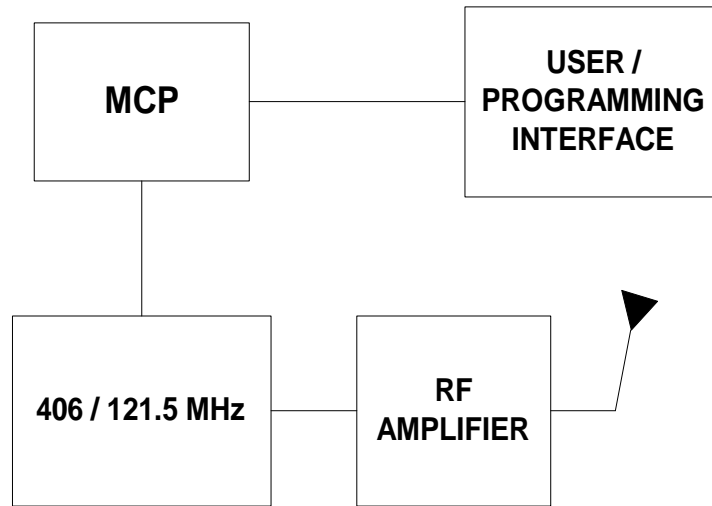 MCP
USER /
PROGRAMMING
INTERFACE
406 / 121.5 MHz
RF
AMPLIFIER